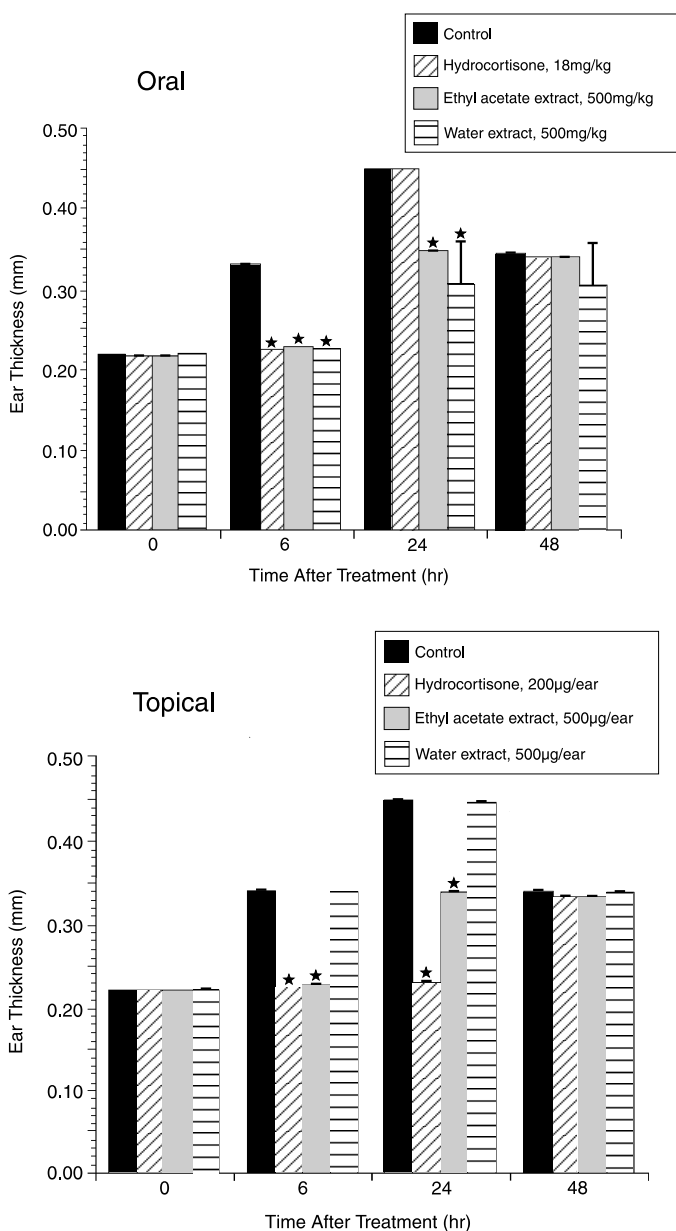 Control
Hydrocortisone, 18mg/kg
Ethyl acetate extract, 500mg/kg
Water extract, 500mg/kg
Oral
0.50
0.40
0.30
0.20
0.10
0.00
Ear Thickness (mm)
0 6 24 48
Time After Treatment (hr)
Control
Hydrocortisone, 200µg/ear
Ethyl acetate extract, 500µg/ear
Water extract, 500µg/ear
Topical
0.50
0.40
0.30
0.20
0.10
0.00
Ear Thickness (mm)
0 6 24 48
Time After Treatment (hr)